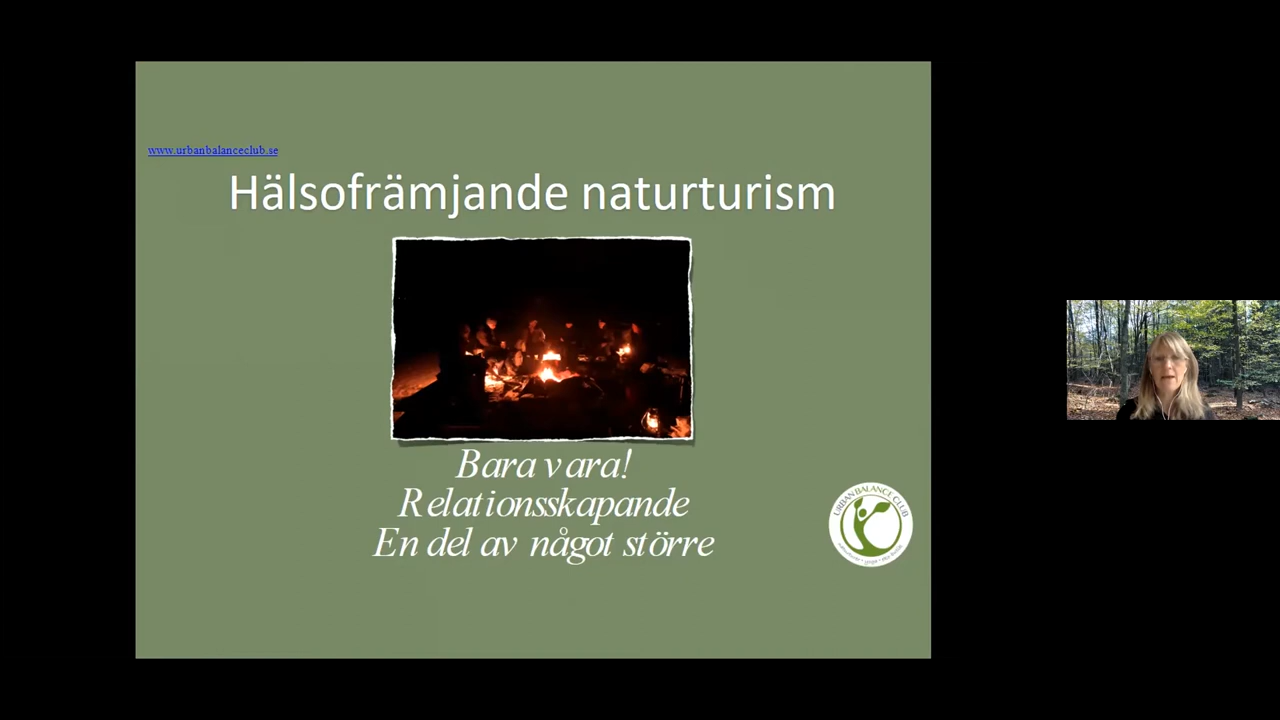 www.urbanbalanceclub.se
Hälsofrämjande naturturism
Bara vara!
Relationsskapande
En del av något större
URBAN BALANCE CLUB